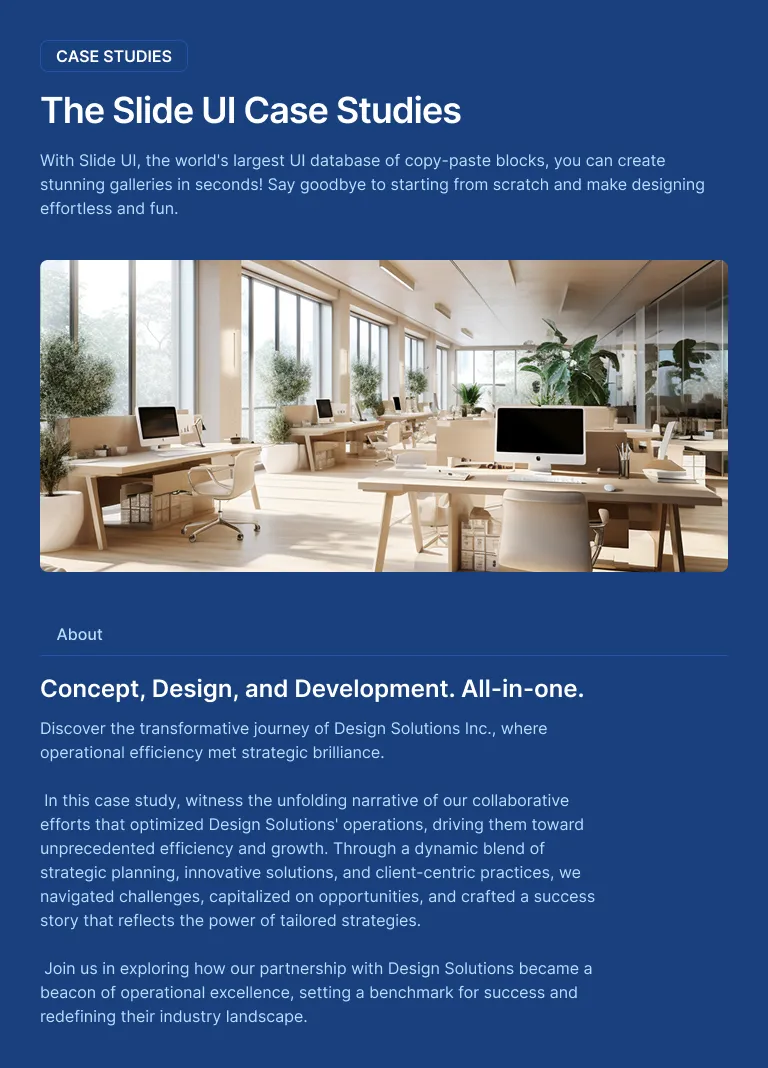 CASE STUDIES
The Slide UI Case Studies
With Slide UI, the world's largest UI database of copy-paste blocks, you can create
stunning galleries in seconds! Say goodbye to starting from scratch and make designing
effortless and fun.
About
Concept, Design, and Development. All-in-one.
Discover the transformative journey of Design Solutions Inc., where
operational efficiency met strategic brilliance.
In this case study, witness the unfolding narrative of our collaborative
efforts that optimized Design Solutions' operations, driving them toward
unprecedented efficiency and growth. Through a dynamic blend of
strategic planning, innovative solutions, and client-centric practices, we
navigated challenges, capitalized on opportunities, and crafted a success
story that reflects the power of tailored strategies.
Join us in exploring how our partnership with Design Solutions became a
beacon of operational excellence, setting a benchmark for success and
redefining their industry landscape.